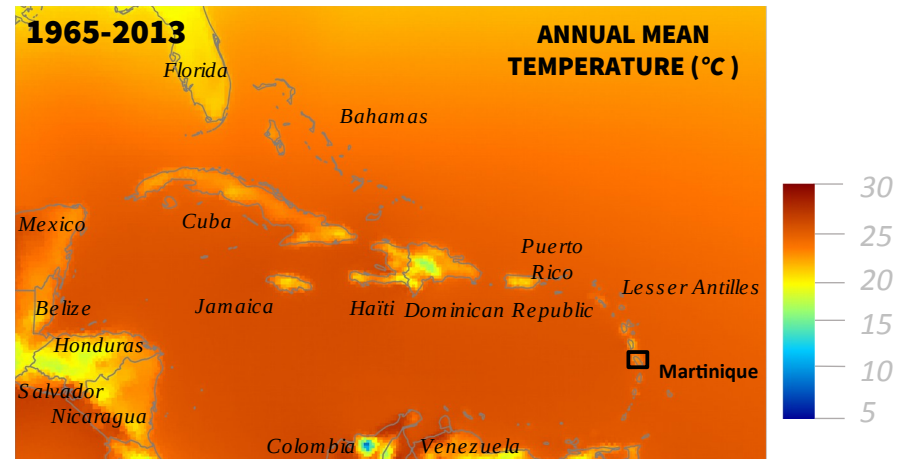 1965-2013
ANNUAL MEAN
TEMPERATURE (°C )
Florida
Bahamas
Mexico
Cuba
Puerto
Rico
Lesser Antilles
Belize
Jamaica
Haïti
Dominican Republic
Honduras
Martinique
Salvador
Nicaragua
Colombia
Venezuela
30
25
20
15
10
5